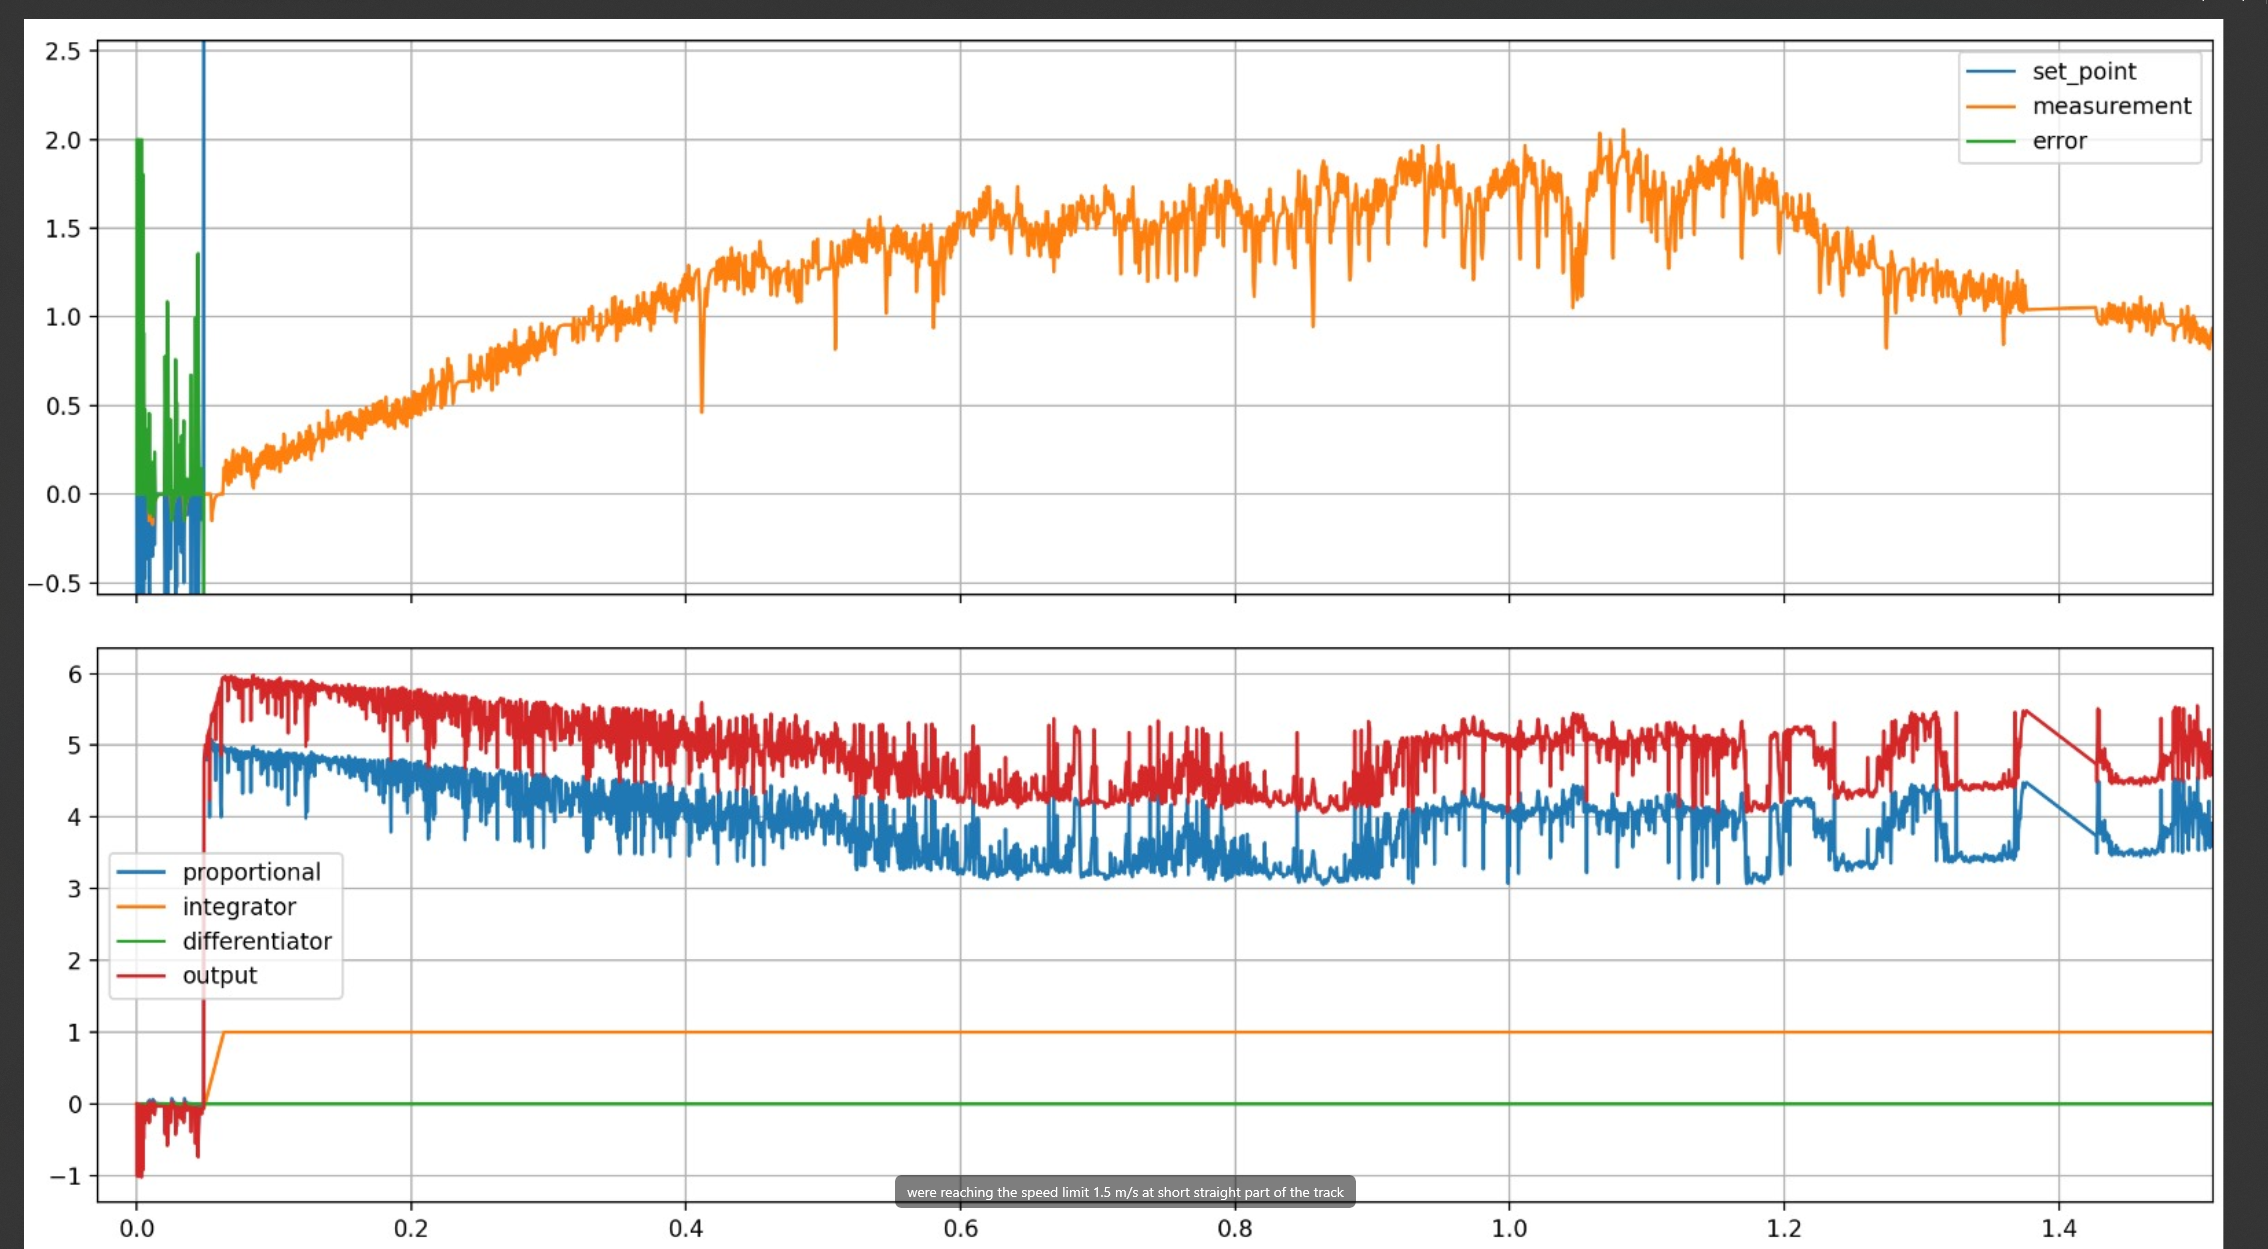 2.5
2.0
1.5
1.0
0.5
0.0
−0.5
set_point
measurement
error
6
5
4
3
2
1
0
−1
proportional
integrator
differentiator
output
were reaching the speed limit 1.5 m/s at short straight part of the track
0.0 0.2 0.4 0.6 0.8 1.0 1.2 1.4